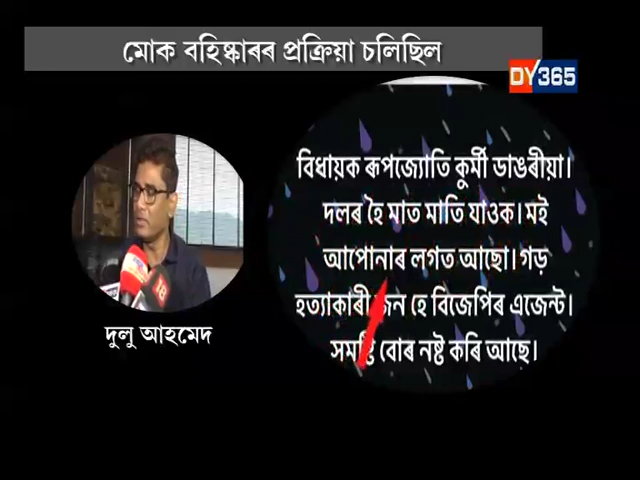 মোক বহিষ্কাৰৰ প্ৰক্ৰিয়া চলিছিল
DY365
বিধায়ক ৰূপজ্যোতি কুৰ্মী ডাঙৰীয়া।
দলৰ হৈ মাত মাতি যাওক। মই
আপোনাৰ লগত আছো। গড়
হত্যাকাৰী জন হে বিজেপিৰ এজেন্ট।
সমষ্টি বোৰ নষ্ট কৰি আছে।
দুলু আহমেদ